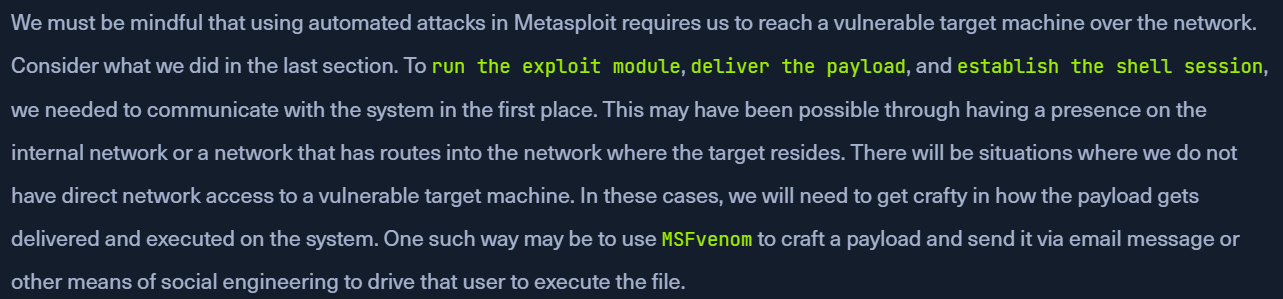 We must be mindful that using automated attacks in Metasploit requires us to reach a vulnerable target machine over the network.
Consider what we did in the last section. To run the exploit module, deliver the payload, and establish the shell session,
we needed to communicate with the system in the first place. This may have been possible through having a presence on the
internal network or a network that has routes into the network where the target resides. There will be situations where we do not
have direct network access to a vulnerable target machine. In these cases, we will need to get crafty in how the payload gets
delivered and executed on the system. One such way may be to use MSFvenom to craft a payload and send it via email message or
other means of social engineering to drive that user to execute the file.